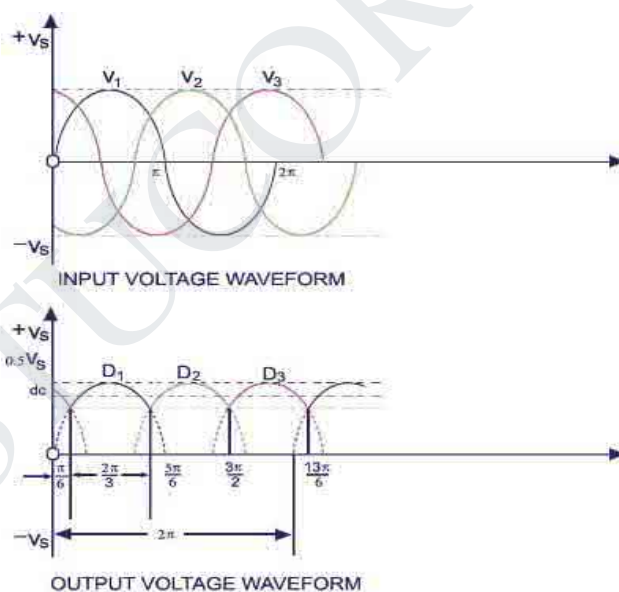 +Vs
V1 V2 V3
O π 2π
−Vs
INPUT VOLTAGE WAVEFORM
+Vs
0.5Vs
dc
D1 D2 D3
O
π/6 2π/3 5π/6 3π/2 13π/6
2π
−Vs
OUTPUT VOLTAGE WAVEFORM
STUCOR